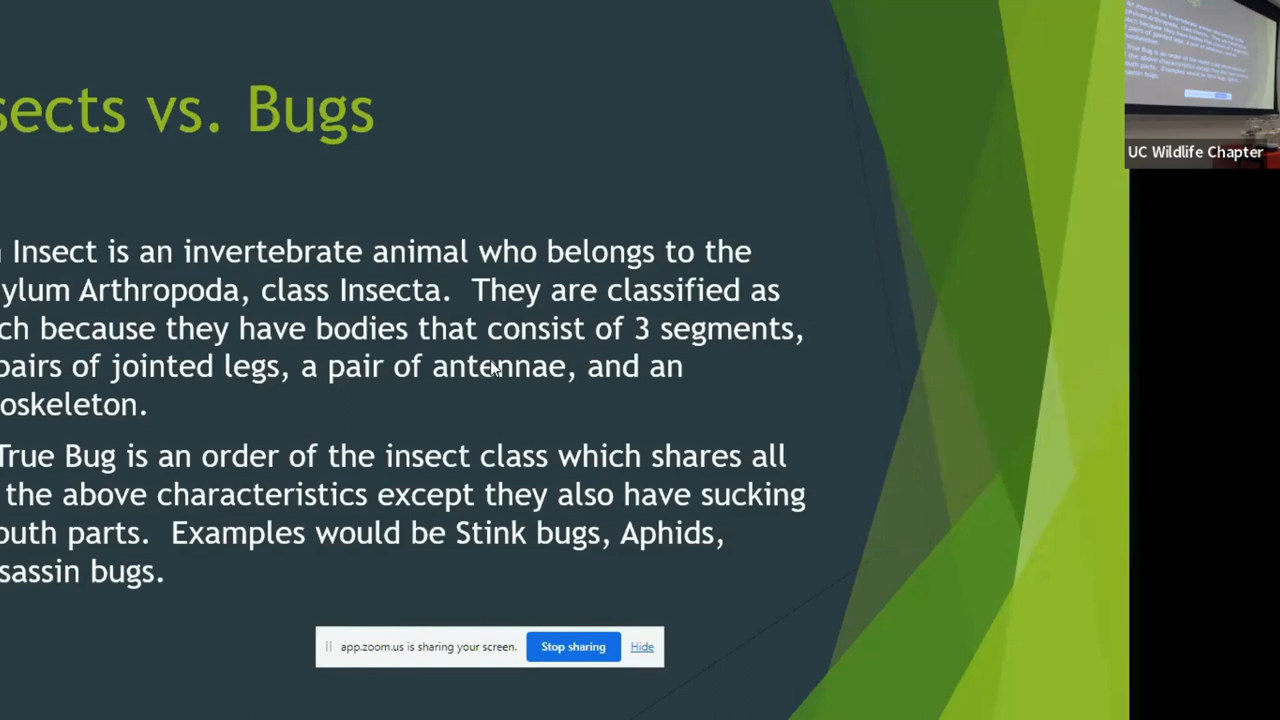 sects vs. Bugs
n Insect is an invertebrate animal who belongs to the
ylum Arthropoda, class Insecta. They are classified as
ch because they have bodies that consist of 3 segments,
pairs of jointed legs, a pair of antennae, and an
oskeleton.
True Bug is an order of the insect class which shares all
the above characteristics except they also have sucking
outh parts. Examples would be Stink bugs, Aphids,
sassin bugs.
app.zoom.us is sharing your screen. Stop sharing Hide
UC Wildlife Chapter